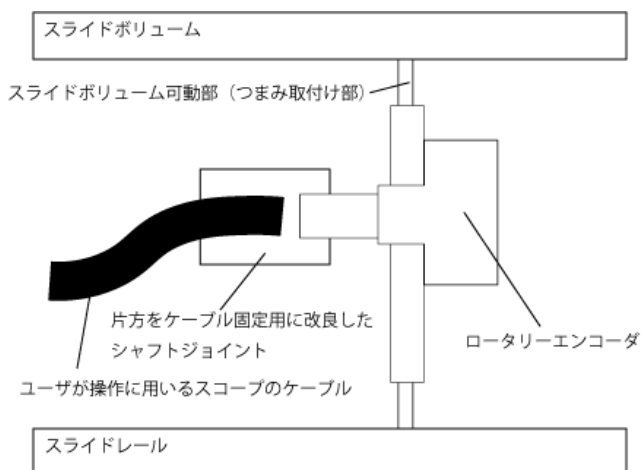 スライドボリューム
スライドボリューム可動部（つまみ取付け部）
片方をケーブル固定用に改良した
シャフトジョイント
ロータリーエンコーダ
ユーザが操作に用いるスコープのケーブル
スライドレール